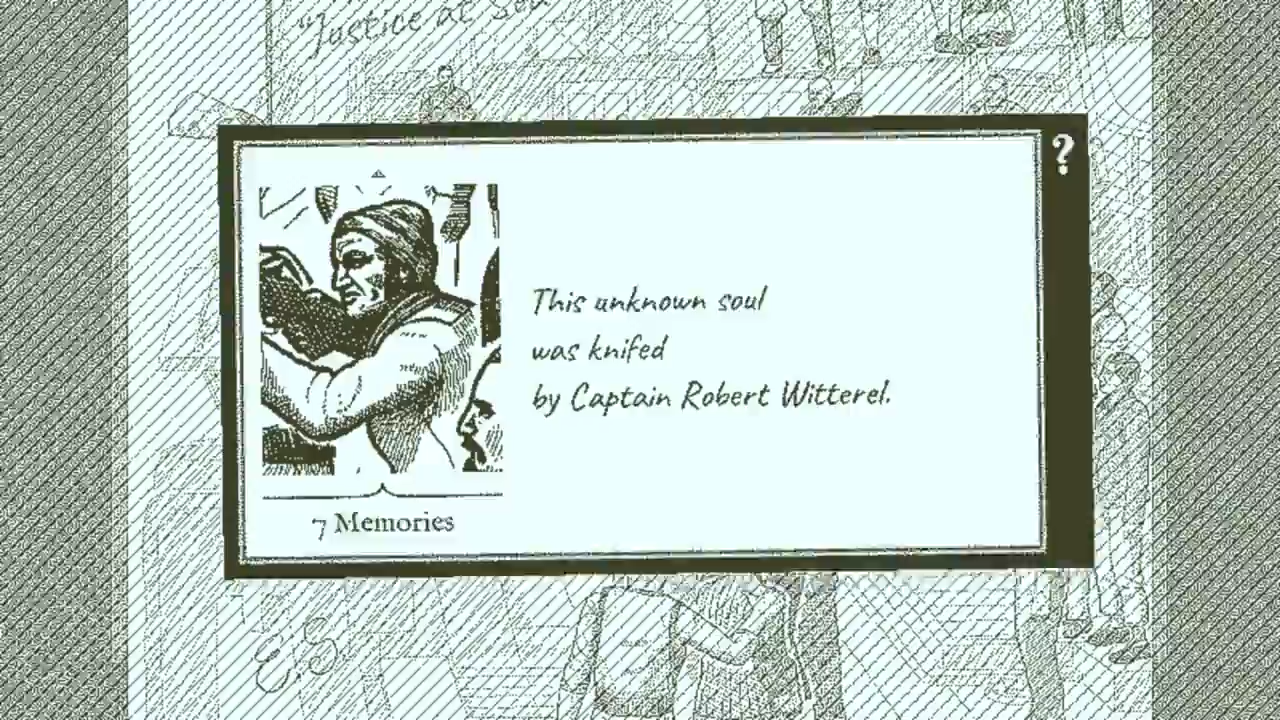 "Justice at Sea"
?
This unknown soul
was knifed
by Captain Robert Witterel.
7 Memories
E.S